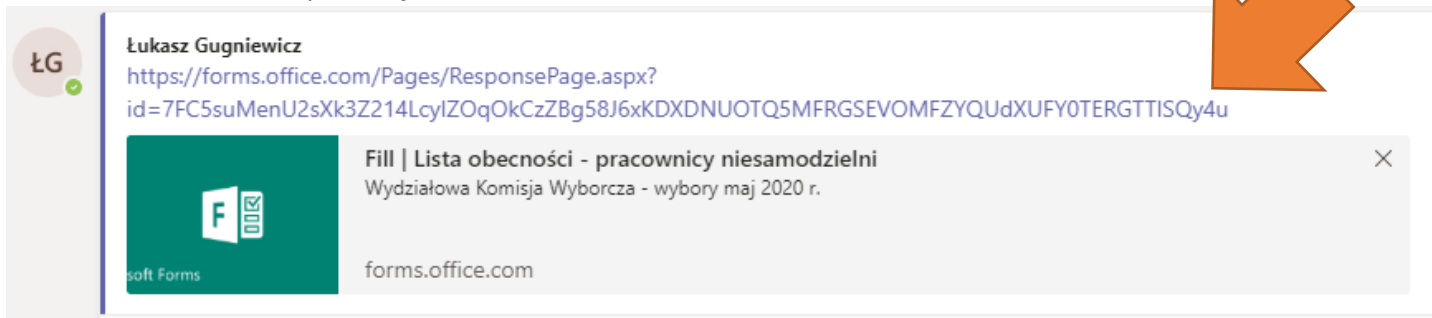 ŁG
Łukasz Gugniewicz
https://forms.office.com/Pages/ResponsePage.aspx?
id=7FC5suMenU2sXk3Z214LcylZOqOkCzZBg58J6xKDXDNUOTQ5MFRGSEVOMFZYQUdXUFY0TERGTTlSQy4u
Fill | Lista obecności - pracownicy niesamodzielni
Wydziałowa Komisja Wyborcza - wybory maj 2020 r.
F
soft Forms
forms.office.com